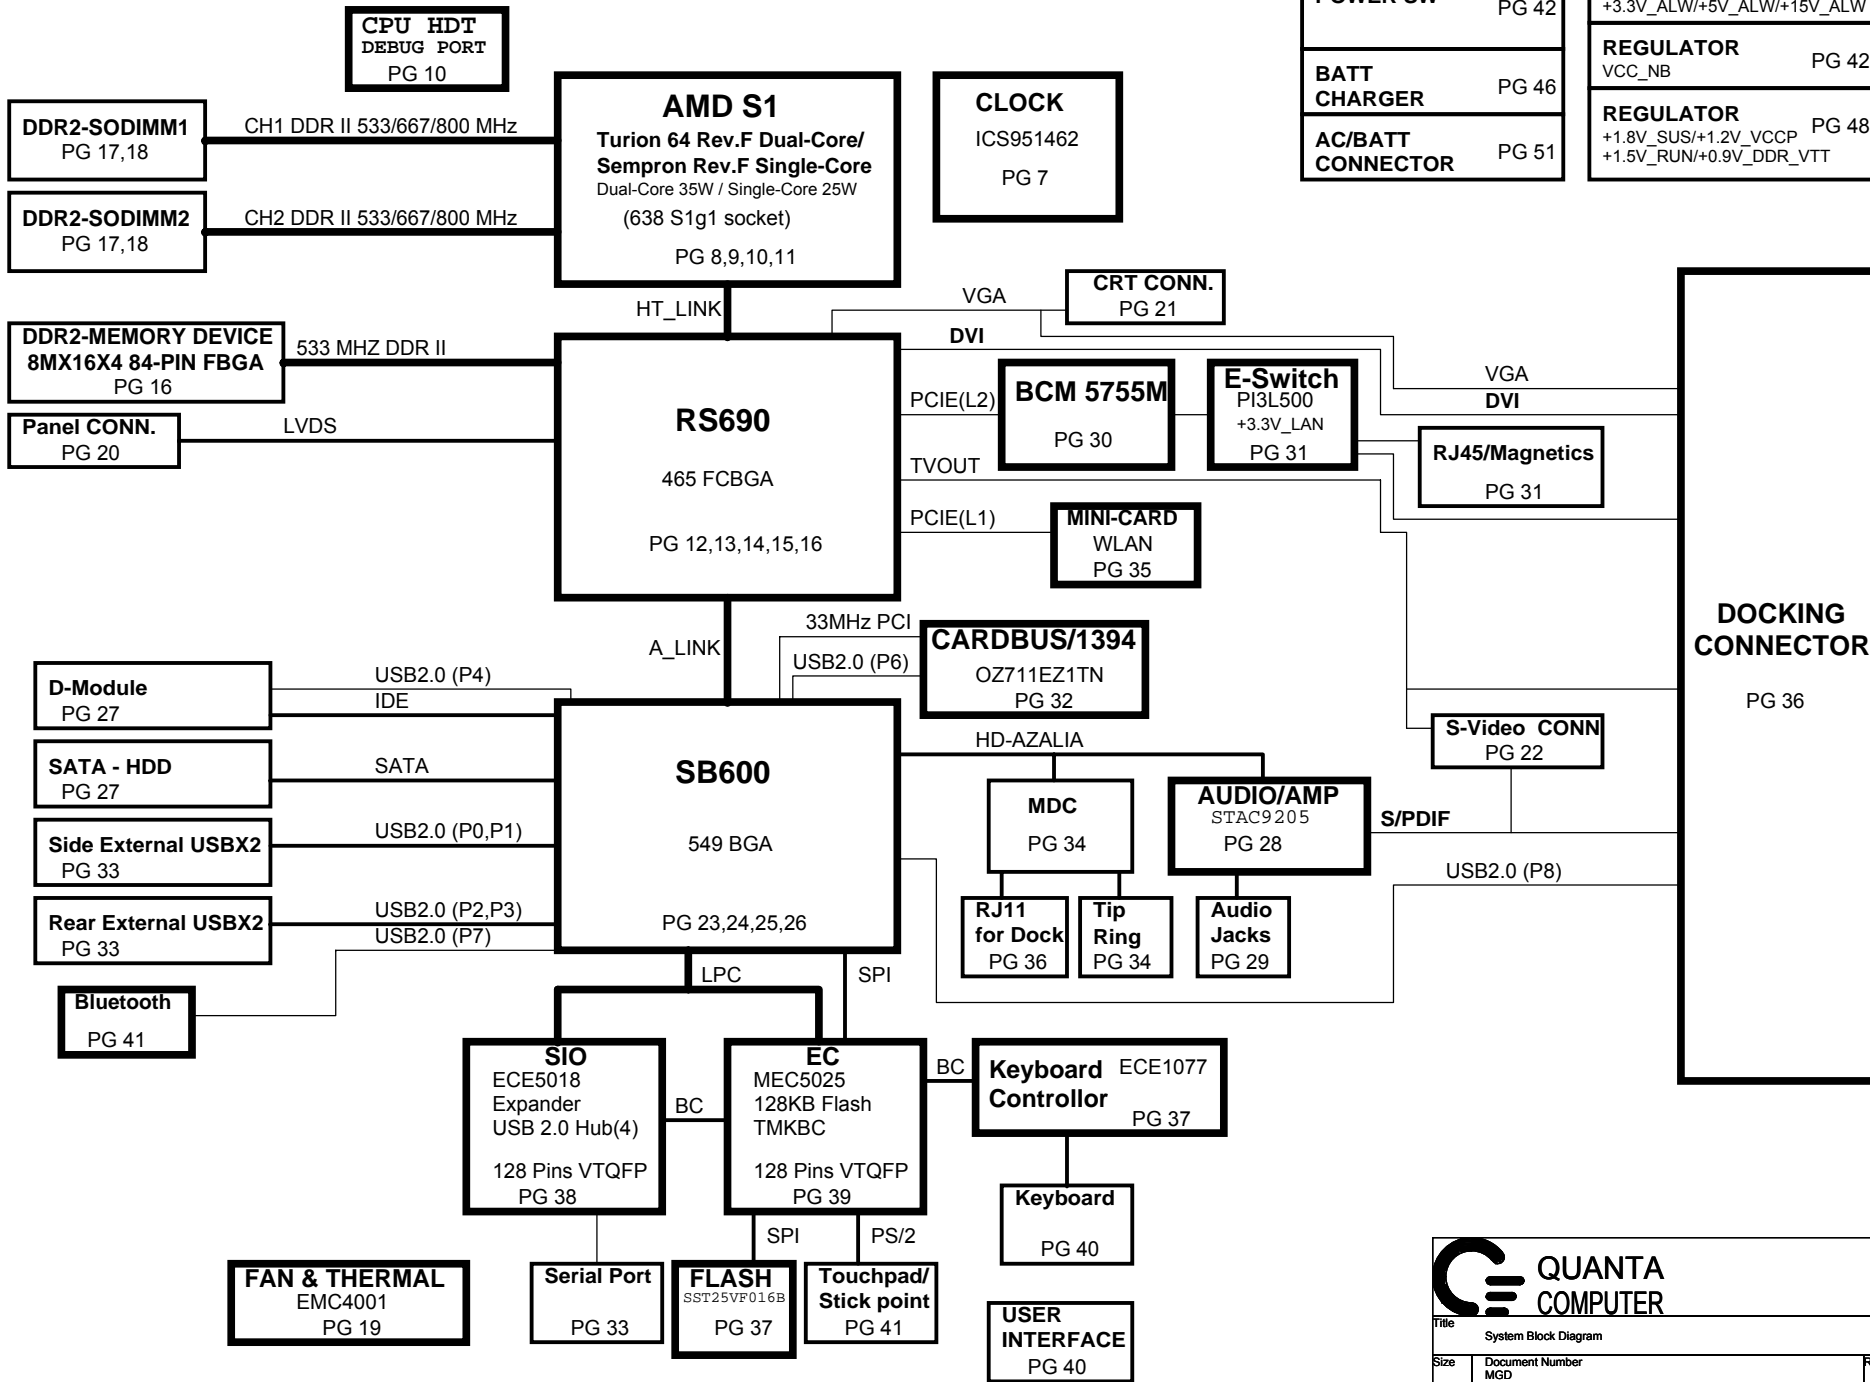 CPU HDT
DEBUG PORT
PG 10
PG 42
+3.3V_ALW/+5V_ALW/+15V_ALW
REGULATOR
VCC_NB
PG 42
BATT
CHARGER
PG 46
REGULATOR
+1.8V_SUS/+1.2V_VCCP
+1.5V_RUN/+0.9V_DDR_VTT
PG 48
AC/BATT
CONNECTOR
PG 51
DDR2-SODIMM1
PG 17,18
CH1 DDR II 533/667/800 MHz
DDR2-SODIMM2
PG 17,18
CH2 DDR II 533/667/800 MHz
AMD S1
Turion 64 Rev.F Dual-Core/
Sempron Rev.F Single-Core
Dual-Core 35W / Single-Core 25W
(638 S1g1 socket)
PG 8,9,10,11
CLOCK
ICS951462
PG 7
HT_LINK
VGA
CRT CONN.
PG 21
DVI
DDR2-MEMORY DEVICE
8MX16X4 84-PIN FBGA
PG 16
533 MHZ DDR II
Panel CONN.
PG 20
LVDS
RS690
465 FCBGA
PG 12,13,14,15,16
PCIE(L2)
BCM 5755M
PG 30
E-Switch
PI3L500
+3.3V_LAN
PG 31
VGA
DVI
RJ45/Magnetics
PG 31
TVOUT
PCIE(L1)
MINI-CARD
WLAN
PG 35
DOCKING
CONNECTOR
PG 36
A_LINK
33MHz PCI
USB2.0 (P6)
CARDBUS/1394
OZ711EZ1TN
PG 32
D-Module
PG 27
USB2.0 (P4)
IDE
SATA - HDD
PG 27
SATA
Side External USBX2
PG 33
USB2.0 (P0,P1)
Rear External USBX2
PG 33
USB2.0 (P2,P3)
USB2.0 (P7)
Bluetooth
PG 41
SB600
549 BGA
PG 23,24,25,26
HD-AZALIA
MDC
PG 34
AUDIO/AMP
STAC9205
PG 28
S-Video CONN
PG 22
S/PDIF
USB2.0 (P8)
RJ11
for Dock
PG 36
Tip
Ring
PG 34
Audio
Jacks
PG 29
LPC
SPI
SIO
ECE5018
Expander
USB 2.0 Hub(4)
128 Pins VTQFP
PG 38
BC
EC
MEC5025
128KB Flash
TMKBC
128 Pins VTQFP
PG 39
BC
Keyboard
Controllor
ECE1077
PG 37
Keyboard
PG 40
SPI
PS/2
FAN & THERMAL
EMC4001
PG 19
Serial Port
PG 33
FLASH
SST25VF016B
PG 37
Touchpad/
Stick point
PG 41
USER
INTERFACE
PG 40
QUANTA
COMPUTER
Title
System Block Diagram
Size
Document Number
MGD